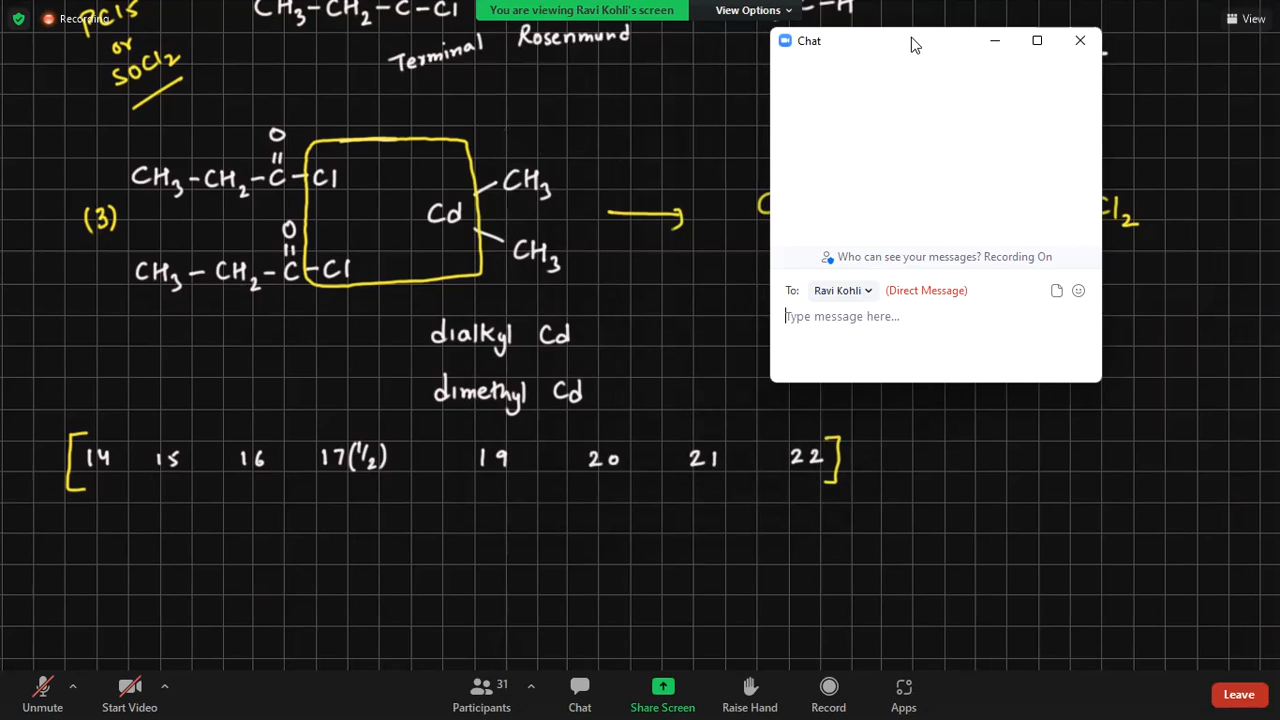 Recording
You are viewing Ravi Kohli's screen
View Options
View
PCl5
or
SOCl2
CH3-CH2-C-Cl
C-H
Terminal Rosenmund
Chat
O
||
CH3-CH2-C-Cl
CH3
(3)
Cd
Cl2
O
||
CH3-CH2-C-Cl
CH3
Who can see your messages? Recording On
To: Ravi Kohli (Direct Message)
Type message here...
dialkyl Cd
dimethyl Cd
[14 15 16 17(1/2) 19 20 21 22]
Unmute
Start Video
31
Participants
Chat
Share Screen
Raise Hand
Record
Apps
Leave